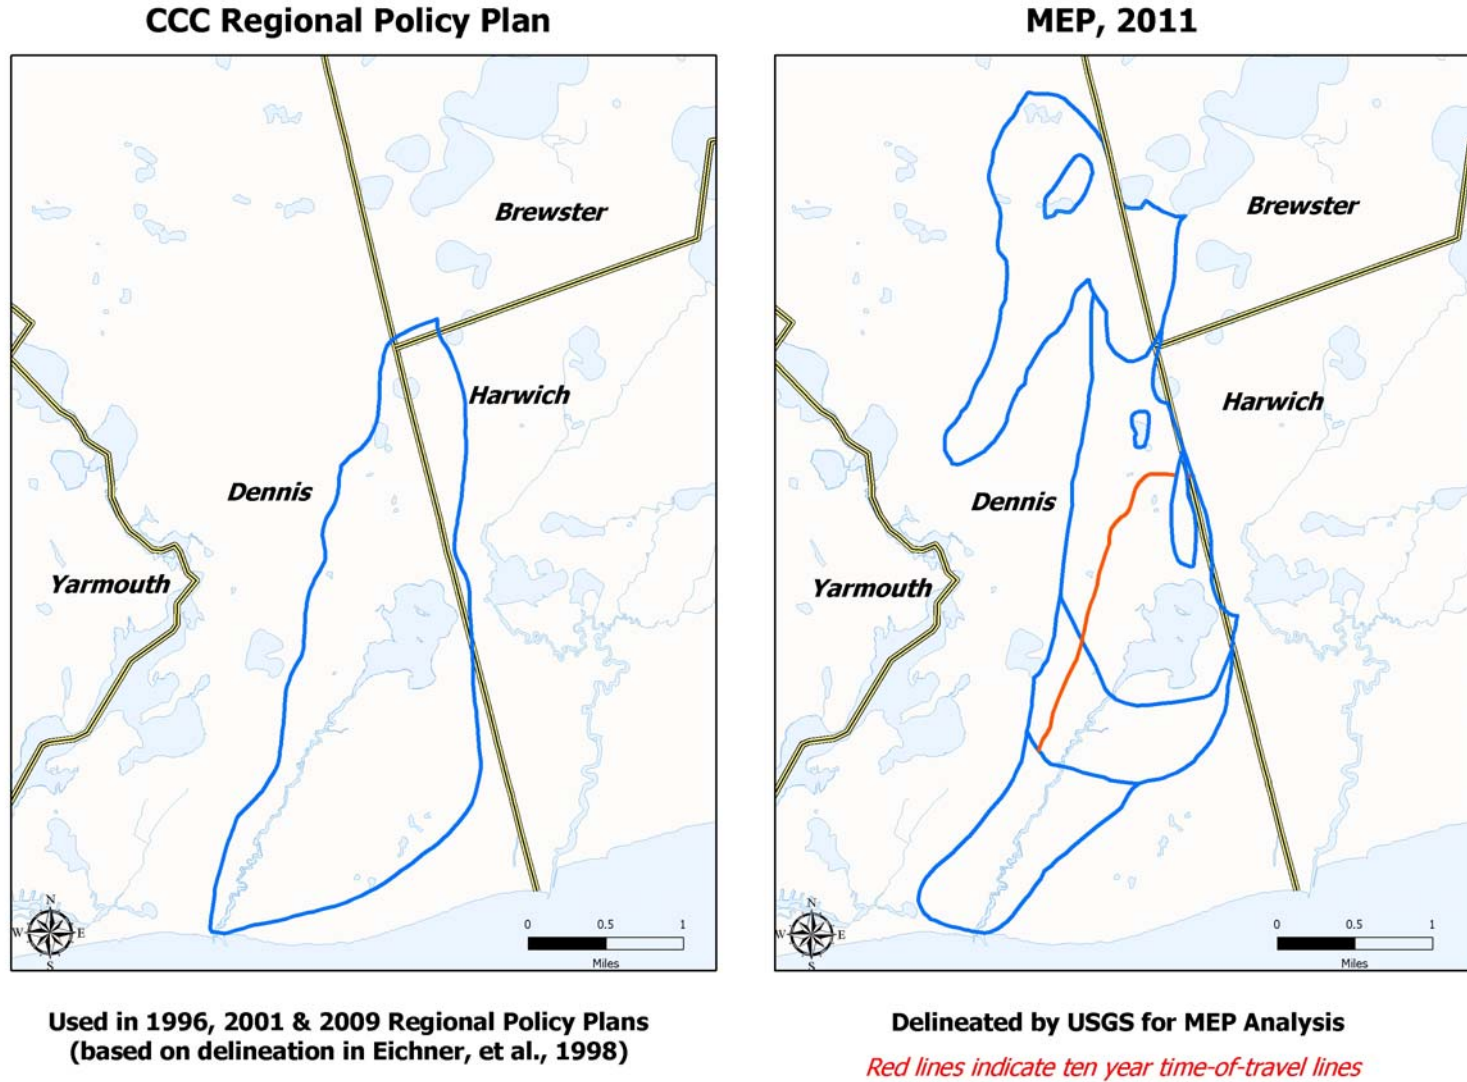 CCC Regional Policy Plan
Brewster
Harwich
Dennis
Yarmouth
N
W E
S
0 0.5 1
Miles
Used in 1996, 2001 & 2009 Regional Policy Plans
(based on delineation in Eichner, et al., 1998)
MEP, 2011
Brewster
Harwich
Dennis
Yarmouth
N
W E
S
0 0.5 1
Miles
Delineated by USGS for MEP Analysis
Red lines indicate ten year time-of-travel lines